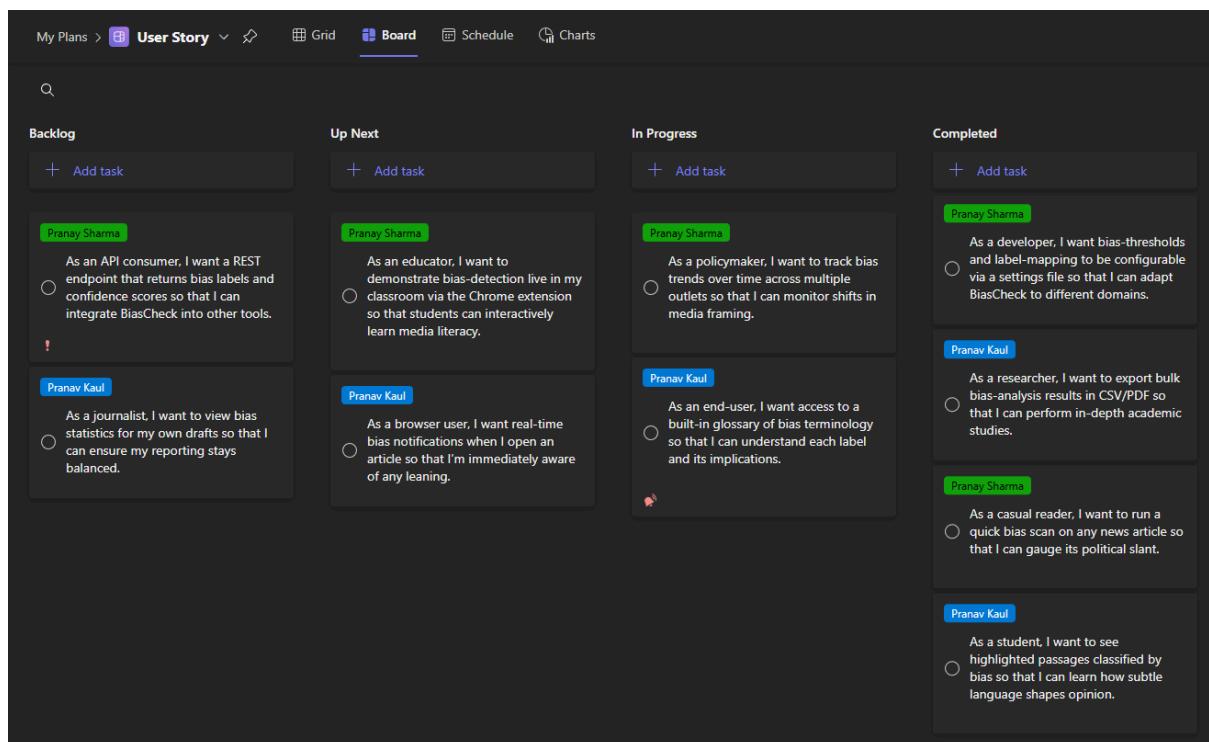 My Plans > User Story
Grid
Board
Schedule
Charts
Backlog
Add task
Pranay Sharma
As an API consumer, I want a REST
endpoint that returns bias labels and
confidence scores so that I can
integrate BiasCheck into other tools.
Pranav Kaul
As a journalist, I want to view bias
statistics for my own drafts so that I
can ensure my reporting stays
balanced.
Up Next
Add task
Pranay Sharma
As an educator, I want to
demonstrate bias-detection live in my
classroom via the Chrome extension
so that students can interactively
learn media literacy.
Pranav Kaul
As a browser user, I want real-time
bias notifications when I open an
article so that I'm immediately aware
of any leaning.
In Progress
Add task
Pranay Sharma
As a policymaker, I want to track bias
trends over time across multiple
outlets so that I can monitor shifts in
media framing.
Pranav Kaul
As an end-user, I want access to a
built-in glossary of bias terminology
so that I can understand each label
and its implications.
Completed
Add task
Pranay Sharma
As a developer, I want bias-thresholds
and label-mapping to be configurable
via a settings file so that I can adapt
BiasCheck to different domains.
Pranav Kaul
As a researcher, I want to export bulk
bias-analysis results in CSV/PDF so
that I can perform in-depth academic
studies.
Pranay Sharma
As a casual reader, I want to run a
quick bias scan on any news article so
that I can gauge its political slant.
Pranav Kaul
As a student, I want to see
highlighted passages classified by
bias so that I can learn how subtle
language shapes opinion.